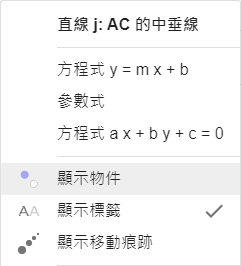 直線 j: AC 的中垂線
方程式 y = m x + b
參數式
方程式 a x + b y + c = 0
顯示物件
AA 顯示標籤
顯示移動痕跡